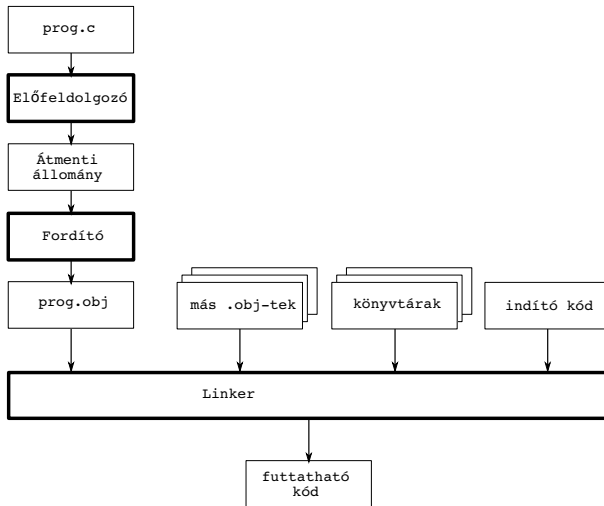 prog.c
Előfeldolgozó
Átmenti
állomány
Fordító
prog.obj
más .obj-tek
könyvtárak
indító kód
Linker
futtatható
kód